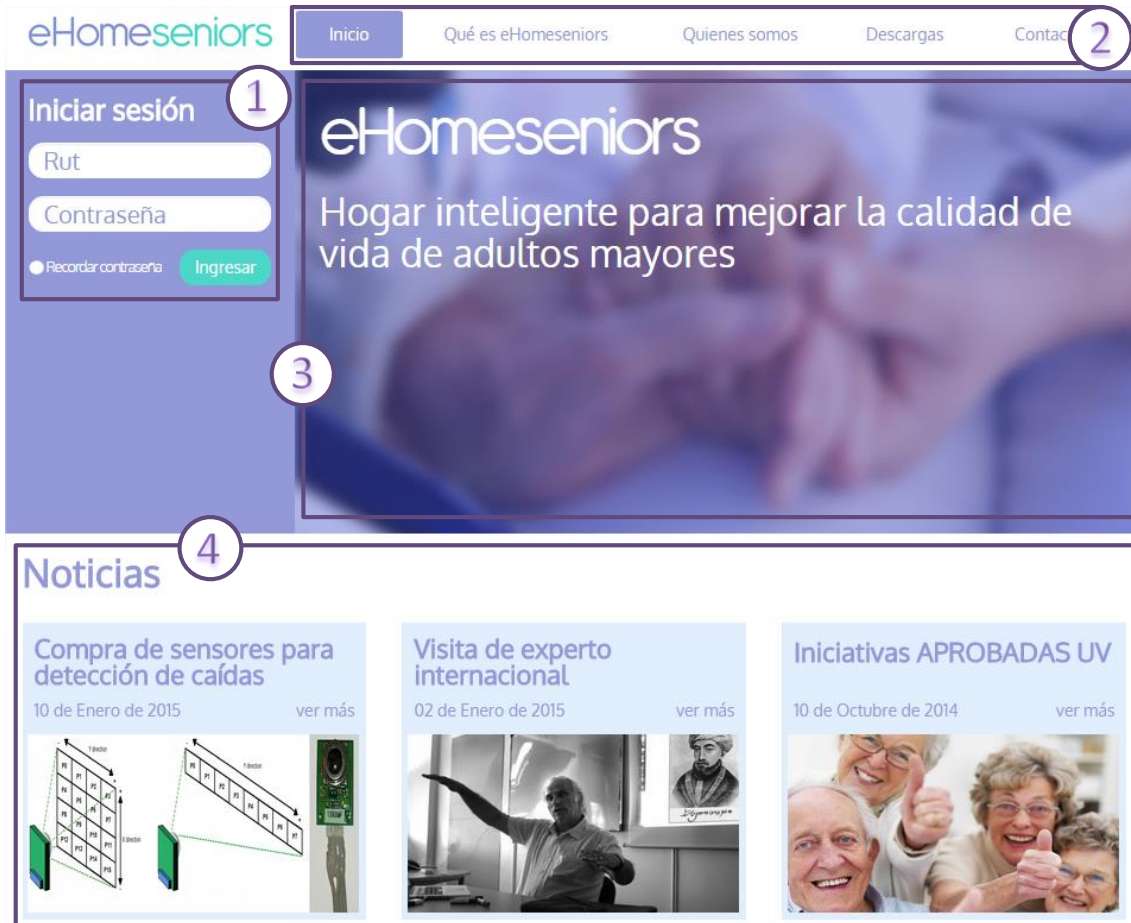 eHomeseniors
Inicio
Qué es eHomeseniors
Quienes somos
Descargas
2
1
Iniciar sesión
Rut
Contraseña
Recordar contraseña
Ingresar
eHomeseniors
Hogar inteligente para mejorar la calidad de
vida de adultos mayores
3
4
Noticias
Compra de sensores para
detección de caídas
10 de Enero de 2015
ver más
Visita de experto
internacional
02 de Enero de 2015
ver más
Iniciativas APROBADAS UV
10 de Octubre de 2014
ver más